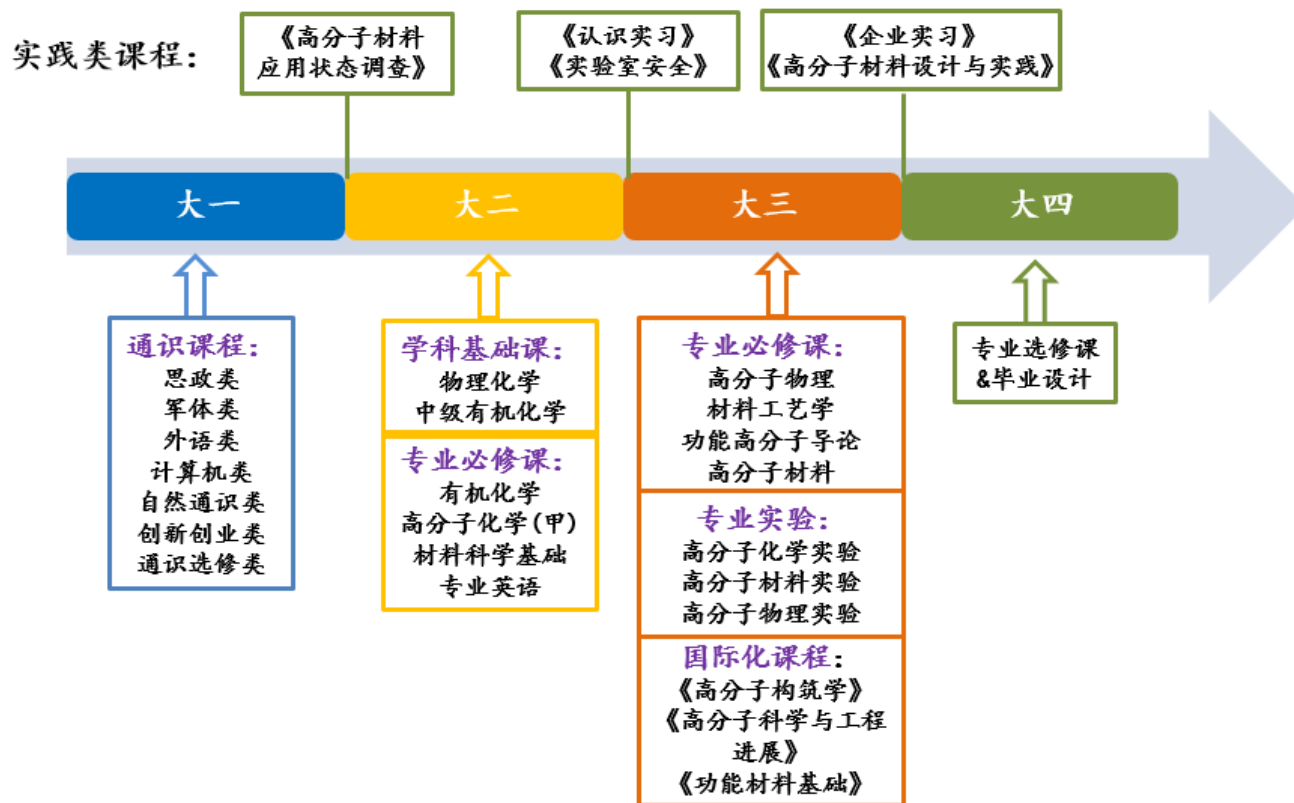 实践类课程：
《高分子材料
应用状态调查》
《认识实习》
《实验室安全》
《企业实习》
《高分子材料设计与实践》
大一
大二
大三
大四
通识课程：
思政类
军体类
外语类
计算机类
自然通识类
创新创业类
通识选修类
学科基础课：
物理化学
中级有机化学
专业必修课：
有机化学
高分子化学(甲)
材料科学基础
专业英语
专业必修课：
高分子物理
材料工艺学
功能高分子导论
高分子材料
专业实验：
高分子化学实验
高分子材料实验
高分子物理实验
国际化课程：
《高分子构筑学》
《高分子科学与工程
进展》
《功能材料基础》
专业选修课
&毕业设计